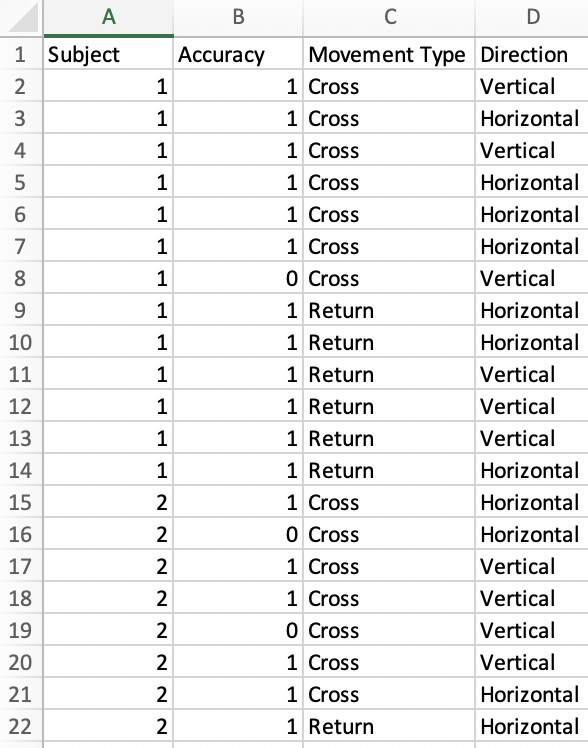 A B C D
1 Subject Accuracy Movement Type Direction
2 1 1 Cross Vertical
3 1 1 Cross Horizontal
4 1 1 Cross Vertical
5 1 1 Cross Horizontal
6 1 1 Cross Horizontal
7 1 1 Cross Horizontal
8 1 0 Cross Vertical
9 1 1 Return Horizontal
10 1 1 Return Horizontal
11 1 1 Return Vertical
12 1 1 Return Vertical
13 1 1 Return Vertical
14 1 1 Return Horizontal
15 2 1 Cross Horizontal
16 2 0 Cross Horizontal
17 2 1 Cross Vertical
18 2 1 Cross Vertical
19 2 0 Cross Vertical
20 2 1 Cross Vertical
21 2 1 Cross Horizontal
22 2 1 Return Horizontal